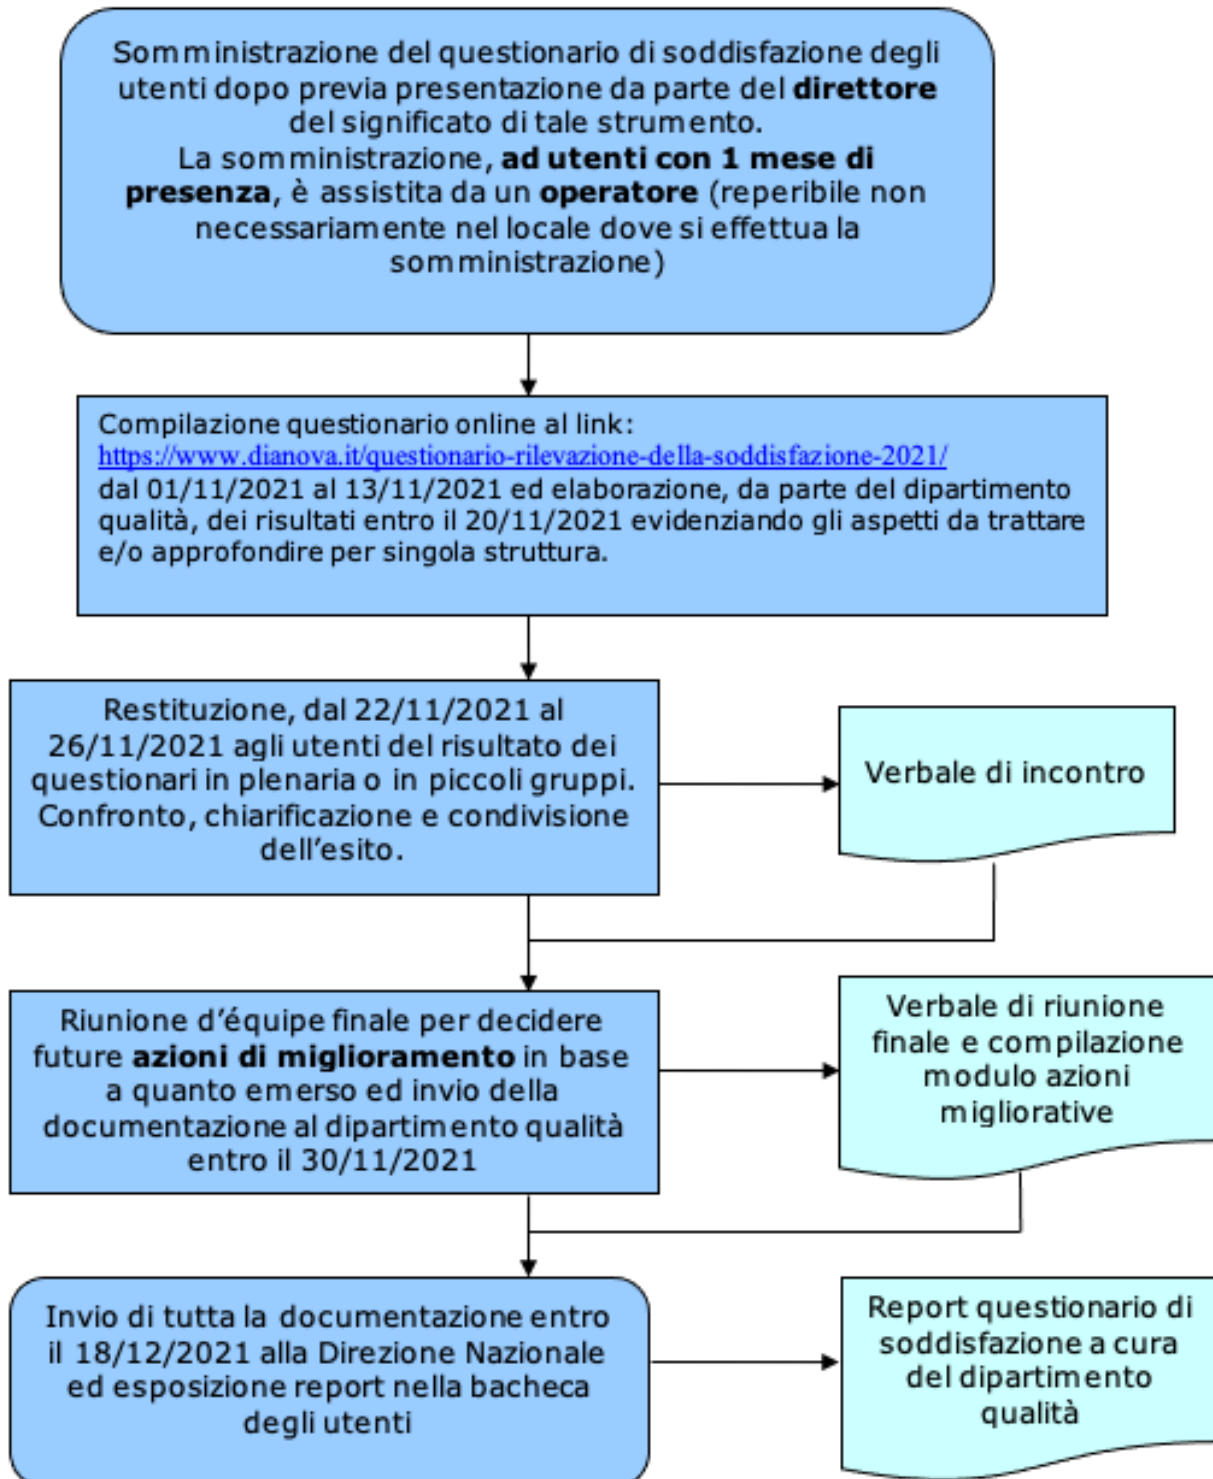 Somministrazione del questionario di soddisfazione degli
utenti dopo previa presentazione da parte del direttore
del significato di tale strumento.
La somministrazione, ad utenti con 1 mese di
presenza, è assistita da un operatore (reperibile non
necessariamente nel locale dove si effettua la
somministrazione)
Compilazione questionario online al link:
https://www.dianova.it/questionario-rilevazione-della-soddisfazione-2021/
dal 01/11/2021 al 13/11/2021 ed elaborazione, da parte del dipartimento
qualità, dei risultati entro il 20/11/2021 evidenziando gli aspetti da trattare
e/o approfondire per singola struttura.
Restituzione, dal 22/11/2021 al
26/11/2021 agli utenti del risultato dei
questionari in plenaria o in piccoli gruppi.
Confronto, chiarificazione e condivisione
dell’esito.
Verbale di incontro
Riunione d’équipe finale per decidere
future azioni di miglioramento in base
a quanto emerso ed invio della
documentazione al dipartimento qualità
entro il 30/11/2021
Verbale di riunione
finale e compilazione
modulo azioni
migliorative
Invio di tutta la documentazione entro
il 18/12/2021 alla Direzione Nazionale
ed esposizione report nella bacheca
degli utenti
Report questionario di
soddisfazione a cura
del dipartimento
qualità